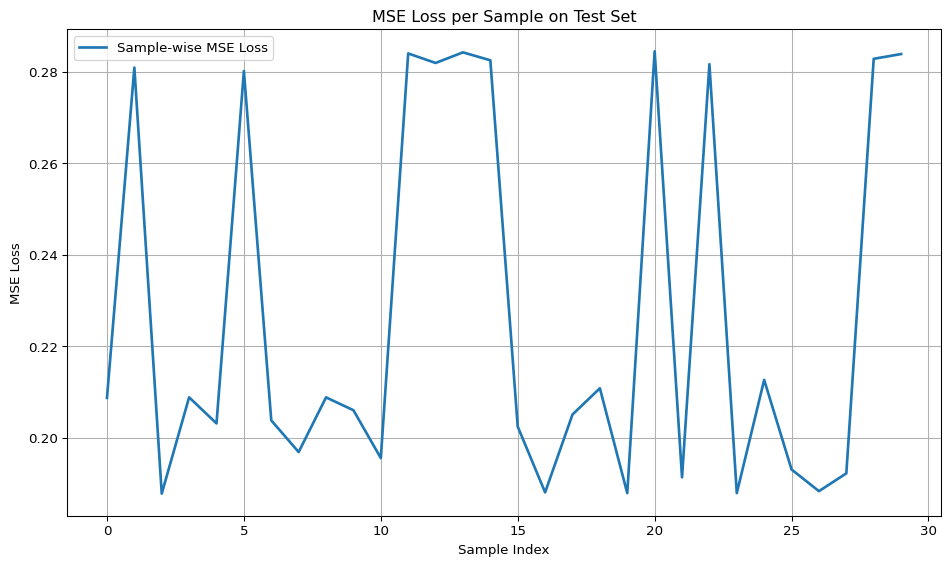 MSE Loss per Sample on Test Set
Sample-wise MSE Loss
MSE Loss
0.28
0.26
0.24
0.22
0.20
0 5 10 15 20 25 30
Sample Index